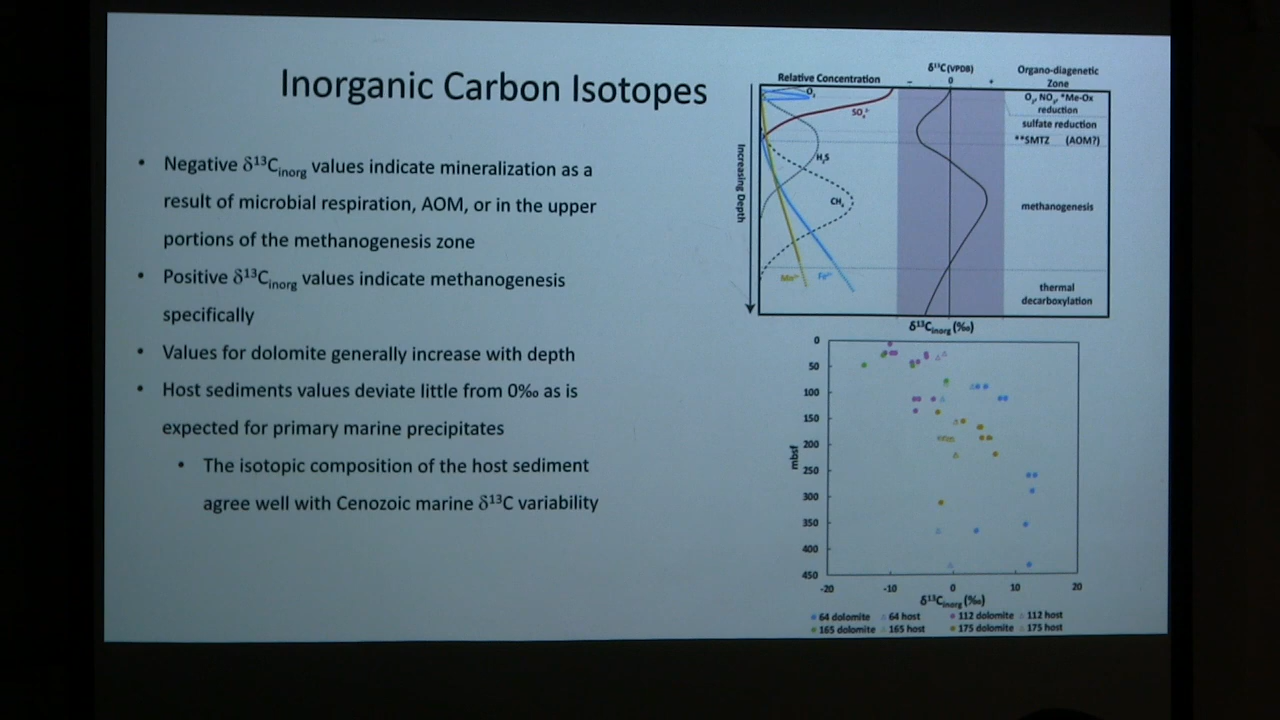 Inorganic Carbon Isotopes
• Negative δ¹³Cinorg values indicate mineralization as a
result of microbial respiration, AOM, or in the upper
portions of the methanogenesis zone
• Positive δ¹³Cinorg values indicate methanogenesis
specifically
• Values for dolomite generally increase with depth
• Host sediments values deviate little from 0‰ as is
expected for primary marine precipitates
• The isotopic composition of the host sediment
agree well with Cenozoic marine δ¹³C variability
Relative Concentration
δ¹³C(VPDB)
- 0 +
Organo-diagenetic
Zone
Increasing Depth
O₂
SO₄²⁻
H₂S
CH₄
Mn²⁺
Fe²⁺
O₂, NO₃, *Me-Ox
reduction
sulfate reduction
**SMTZ (AOM?)
methanogenesis
thermal
decarboxylation
δ¹³Cinorg (‰)
mbsf
0
50
100
150
200
250
300
350
400
450
-20 -10 0 10 20
δ¹³Cinorg (‰)
64 dolomite 64 host 112 dolomite 112 host
165 dolomite 165 host 175 dolomite 175 host